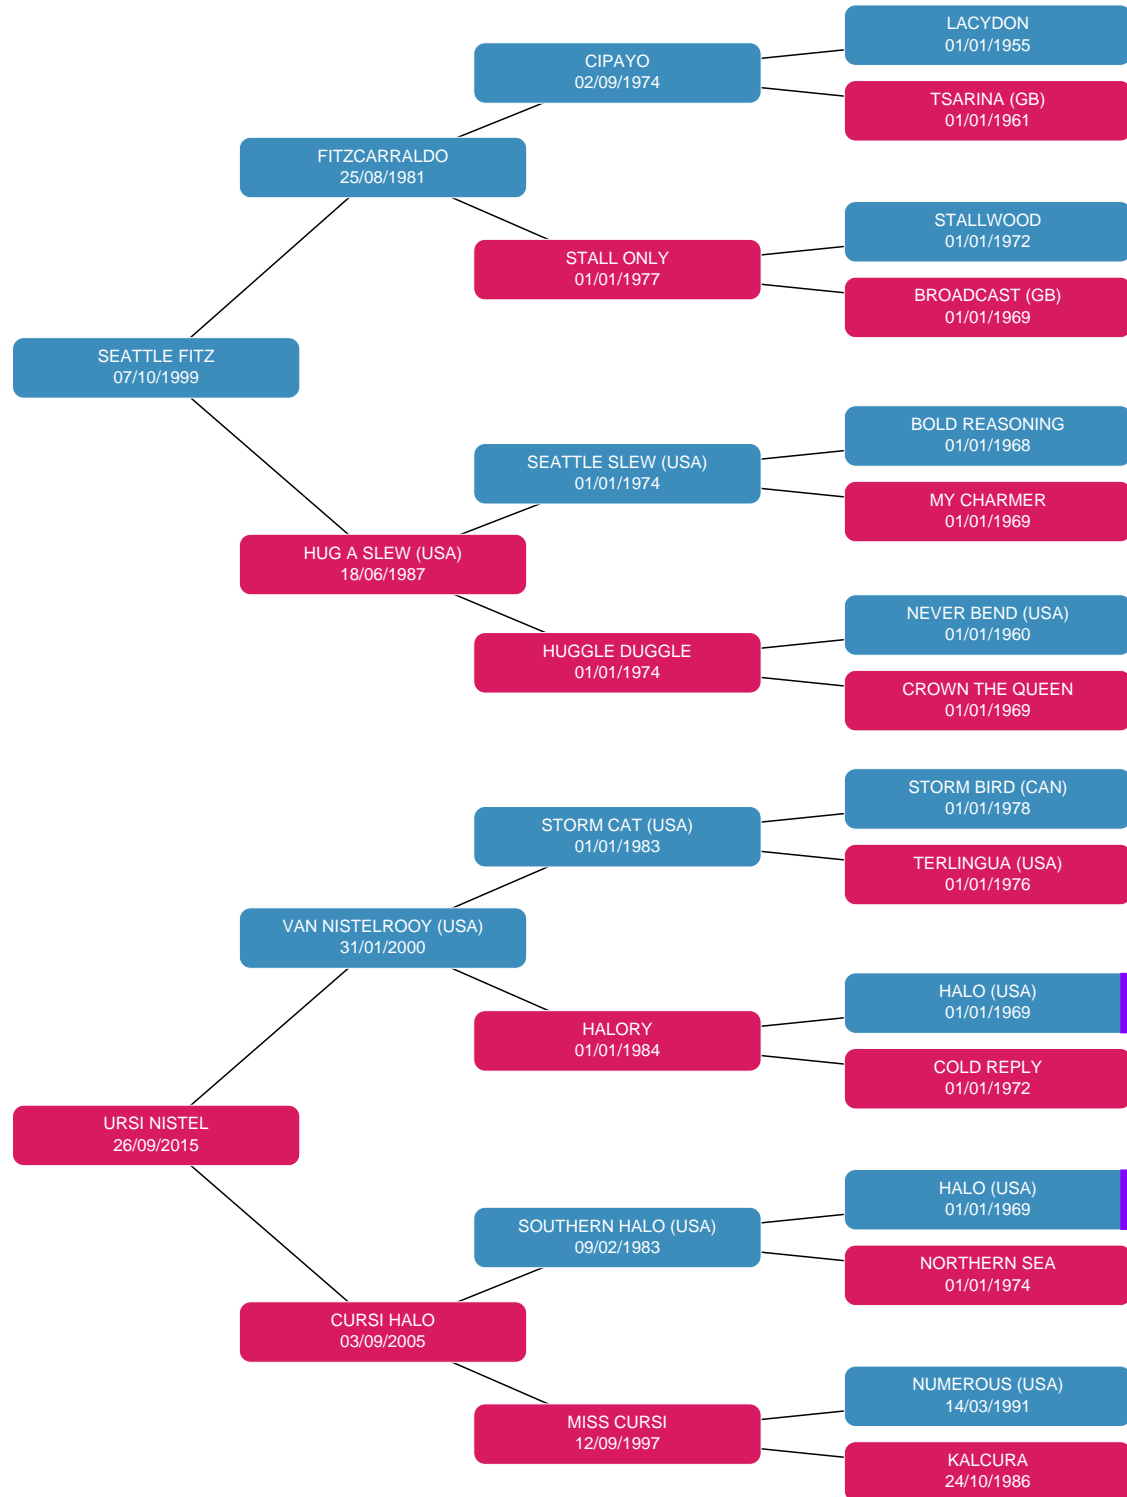 LACYDON
01/01/1955
CIPAYO
02/09/1974
TSARINA (GB)
01/01/1961
FITZCARRALDO
25/08/1981
STALLWOOD
01/01/1972
STALL ONLY
01/01/1977
BROADCAST (GB)
01/01/1969
SEATTLE FITZ
07/10/1999
BOLD REASONING
01/01/1968
SEATTLE SLEW (USA)
01/01/1974
MY CHARMER
01/01/1969
HUG A SLEW (USA)
18/06/1987
NEVER BEND (USA)
01/01/1960
HUGGLE DUGGLE
01/01/1974
CROWN THE QUEEN
01/01/1969
STORM BIRD (CAN)
01/01/1978
STORM CAT (USA)
01/01/1983
TERLINGUA (USA)
01/01/1976
VAN NISTELROOY (USA)
31/01/2000
HALO (USA)
01/01/1969
HALORY
01/01/1984
COLD REPLY
01/01/1972
URSI NISTEL
26/09/2015
HALO (USA)
01/01/1969
SOUTHERN HALO (USA)
09/02/1983
NORTHERN SEA
01/01/1974
CURSI HALO
03/09/2005
NUMEROUS (USA)
14/03/1991
MISS CURSI
12/09/1997
KALCURA
24/10/1986